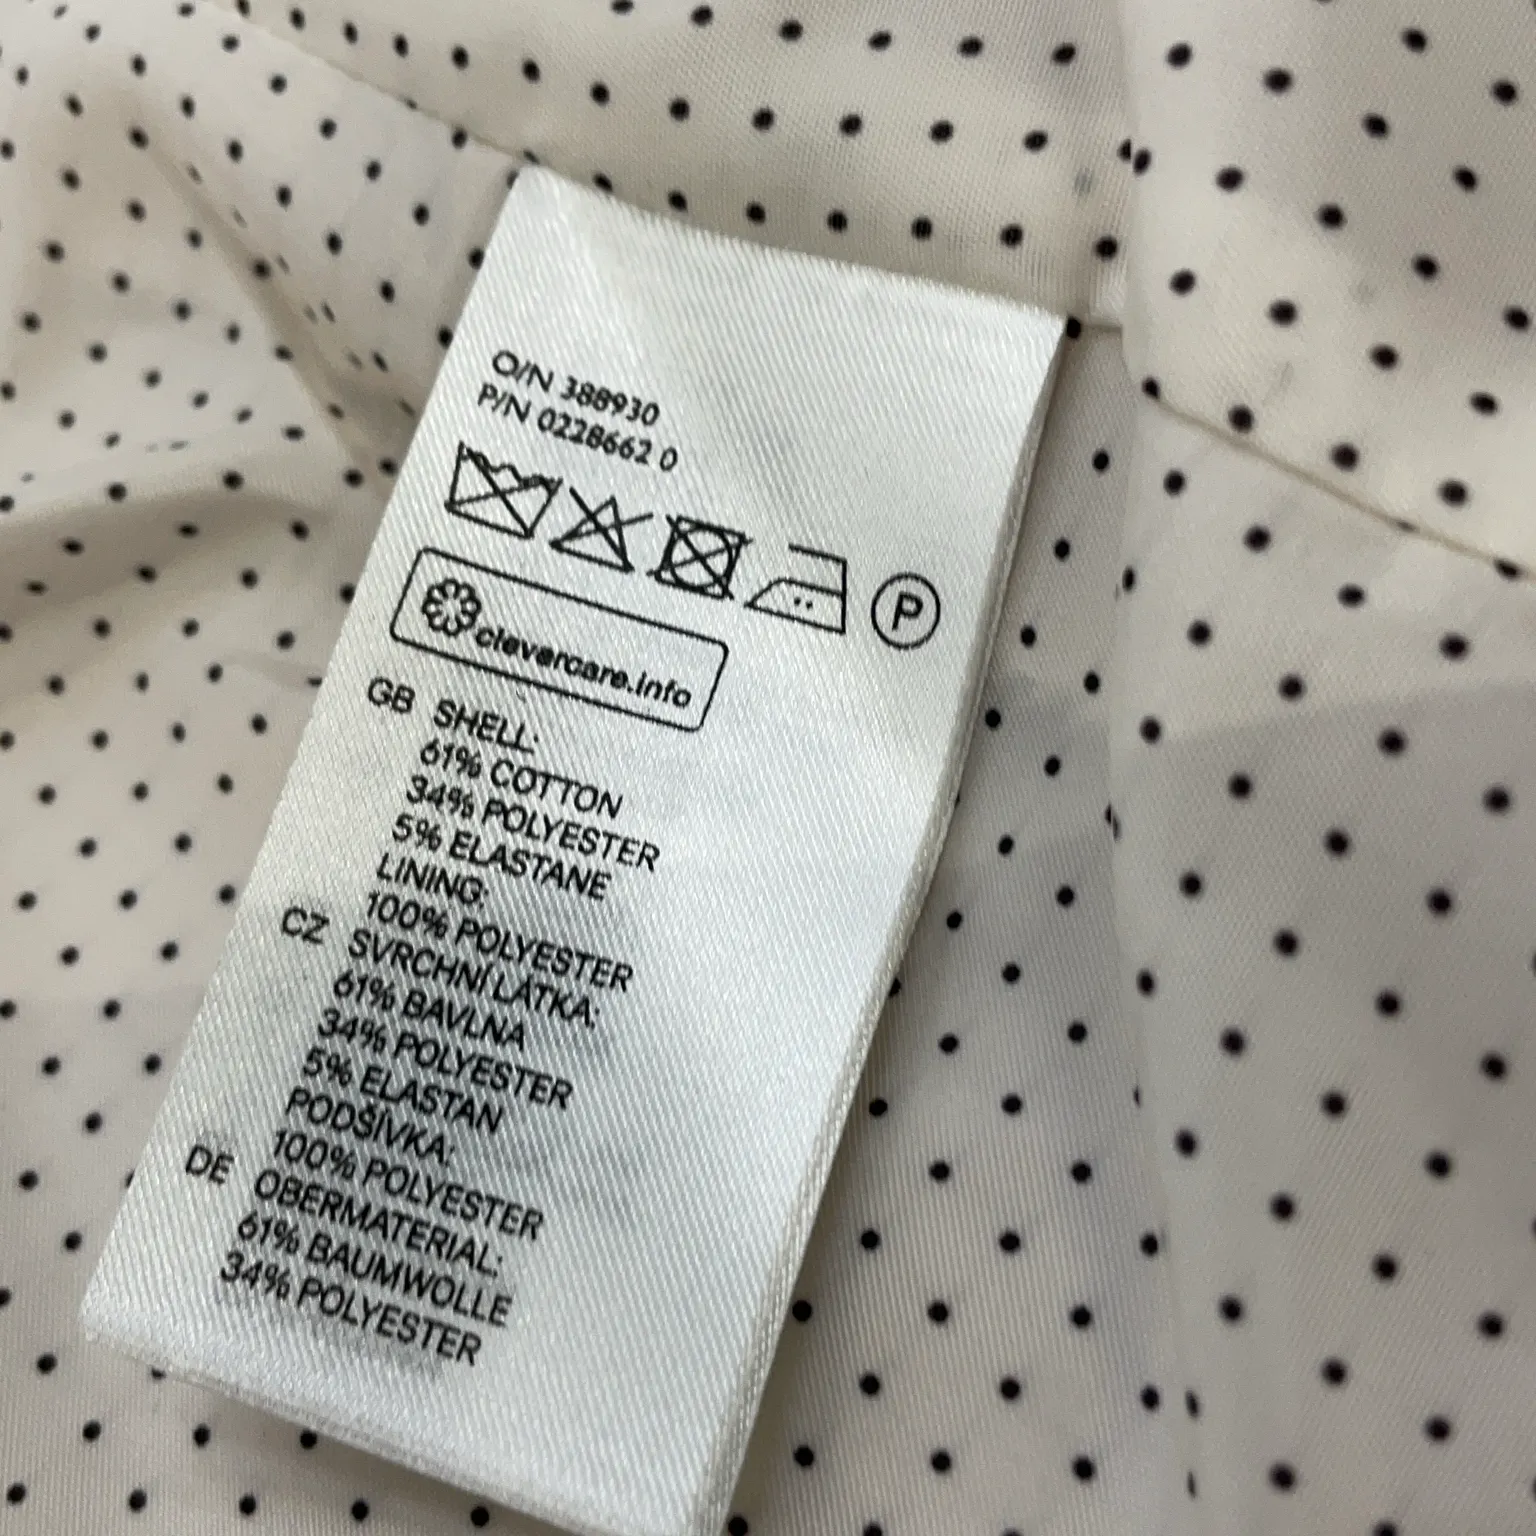 O/N 388930
P/N 0228662 0
P
clevercare.info
GB SHELL:
61% COTTON
34% POLYESTER
5% ELASTANE
LINING:
100% POLYESTER
CZ SVRCHNÍ LÁTKA:
61% BAVLNA
34% POLYESTER
5% ELASTAN
PODŠÍVKA:
100% POLYESTER
DE OBERMATERIAL:
61% BAUMWOLLE
34% POLYESTER